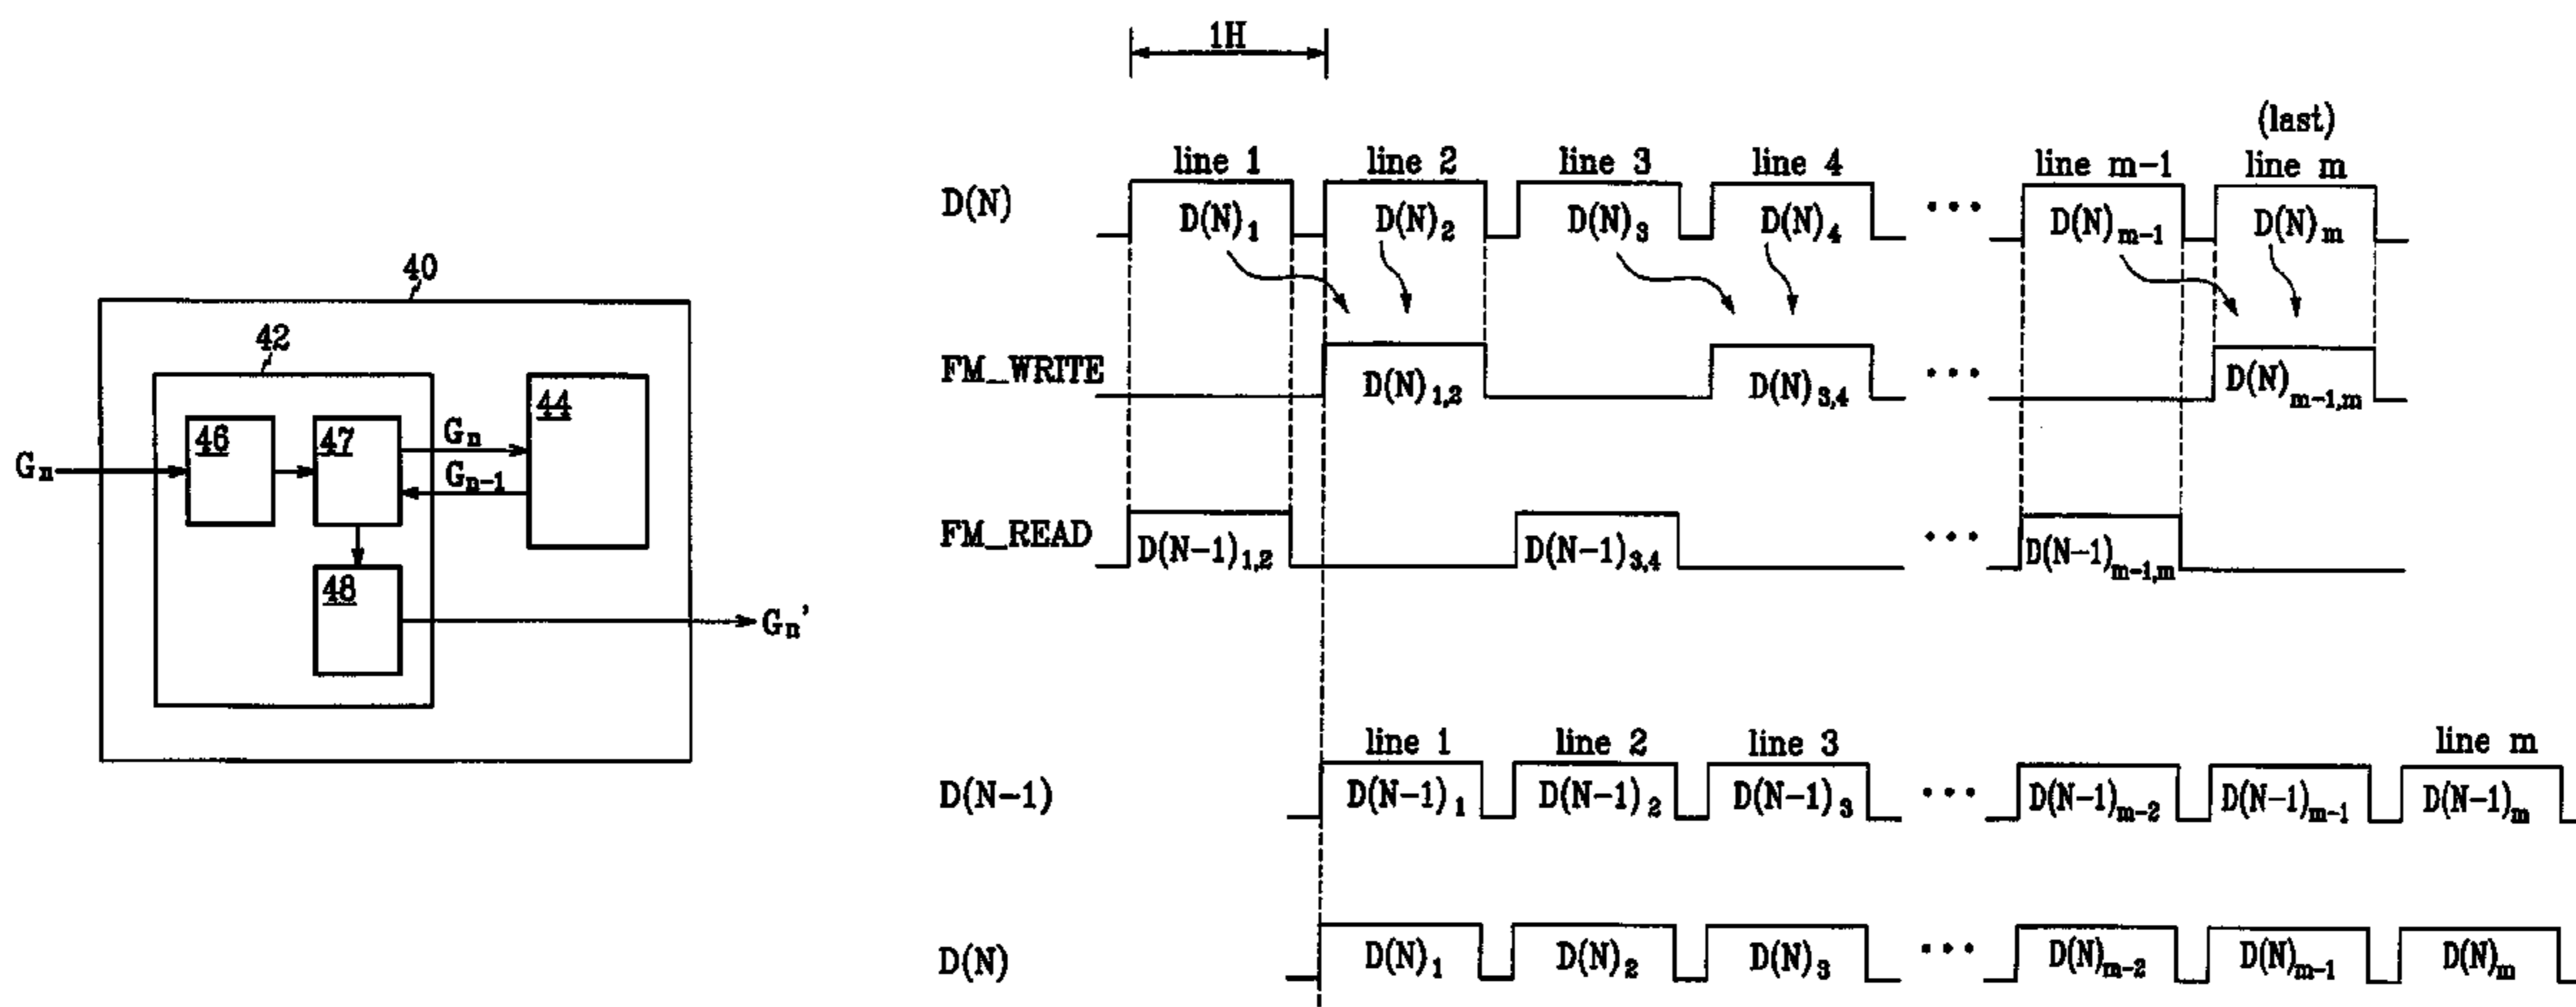 40
42
46
47
44
48
Gₙ
Gₙ
Gₙ₋₁
Gₙ'
1H
(last)
line 1 line 2 line 3 line 4 line m-1 line m
D(N) D(N)₁ D(N)₂ D(N)₃ D(N)₄ ••• D(N)ₘ₋₁ D(N)ₘ
FM_WRITE D(N)₁,₂ D(N)₃,₄ ••• D(N)ₘ₋₁,ₘ
FM_READ D(N-1)₁,₂ D(N-1)₃,₄ ••• D(N-1)ₘ₋₁,ₘ
line 1 line 2 line 3 line m
D(N-1) D(N-1)₁ D(N-1)₂ D(N-1)₃ ••• D(N-1)ₘ₋₂ D(N-1)ₘ₋₁ D(N-1)ₘ
D(N) D(N)₁ D(N)₂ D(N)₃ ••• D(N)ₘ₋₂ D(N)ₘ₋₁ D(N)ₘ